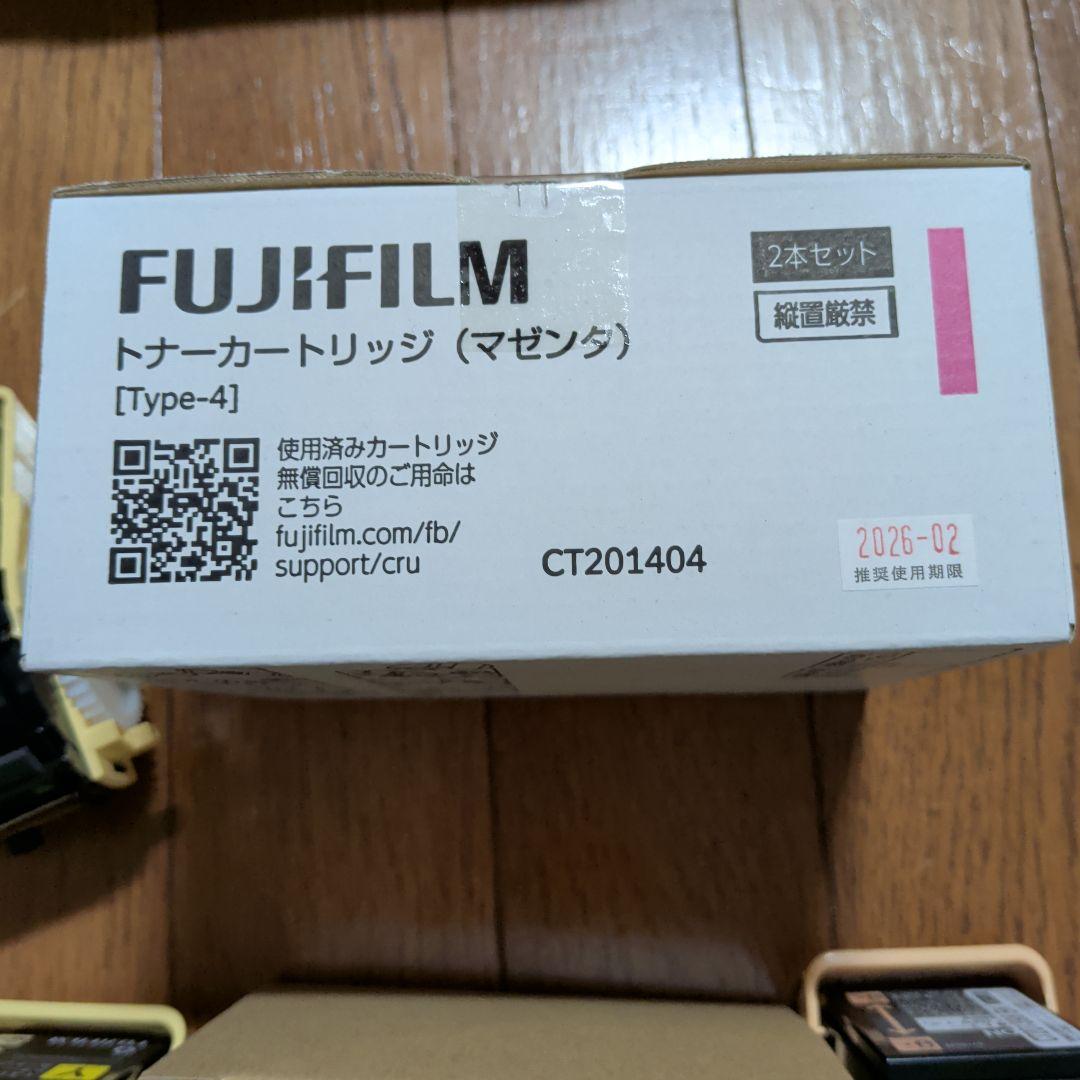 FUJIFILM
トナーカートリッジ（マゼンタ）
[Type-4]
使用済みカートリッジ
無償回収のご用命は
こちら
fujifilm.com/fb/
support/cru
CT201404
2本セット
縦置厳禁
2026-02
推奨使用期限